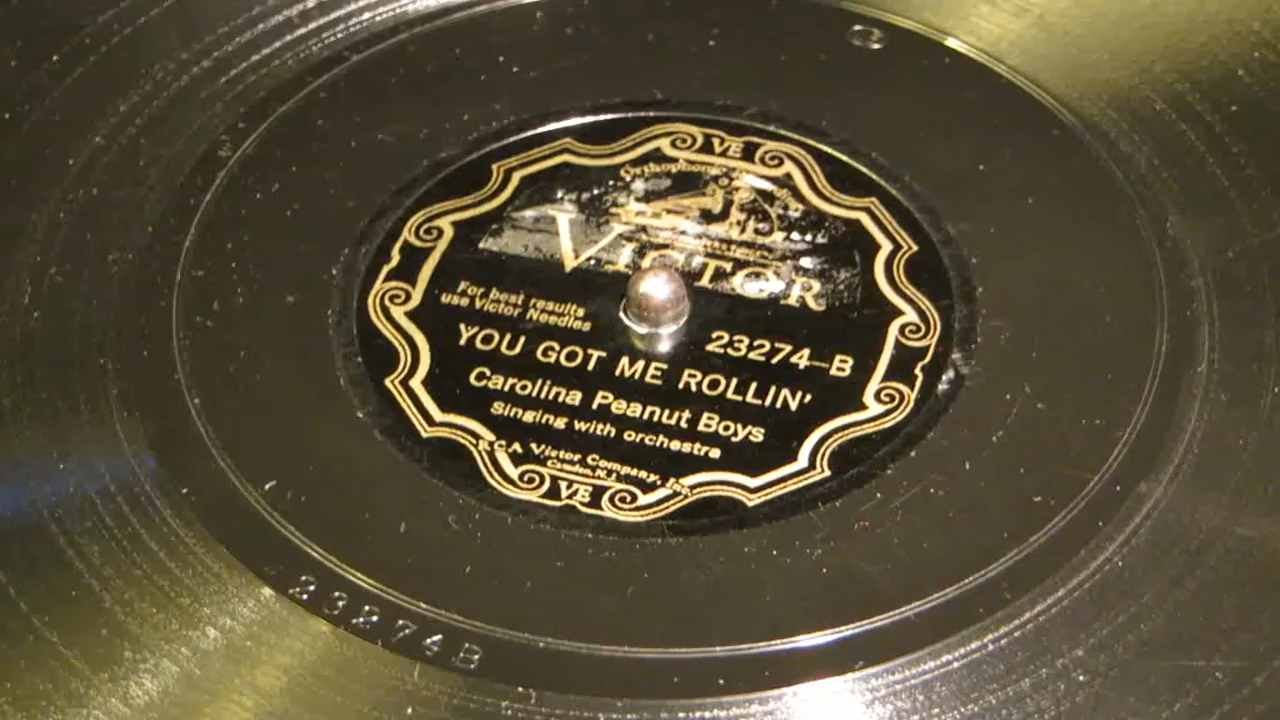 VE
Orthophonic
VICTOR
For best results
use Victor Needles
23274-B
YOU GOT ME ROLLIN'
Carolina Peanut Boys
Singing with orchestra
RCA Victor Company, Inc.
Camden, N.J.
VE
23274B